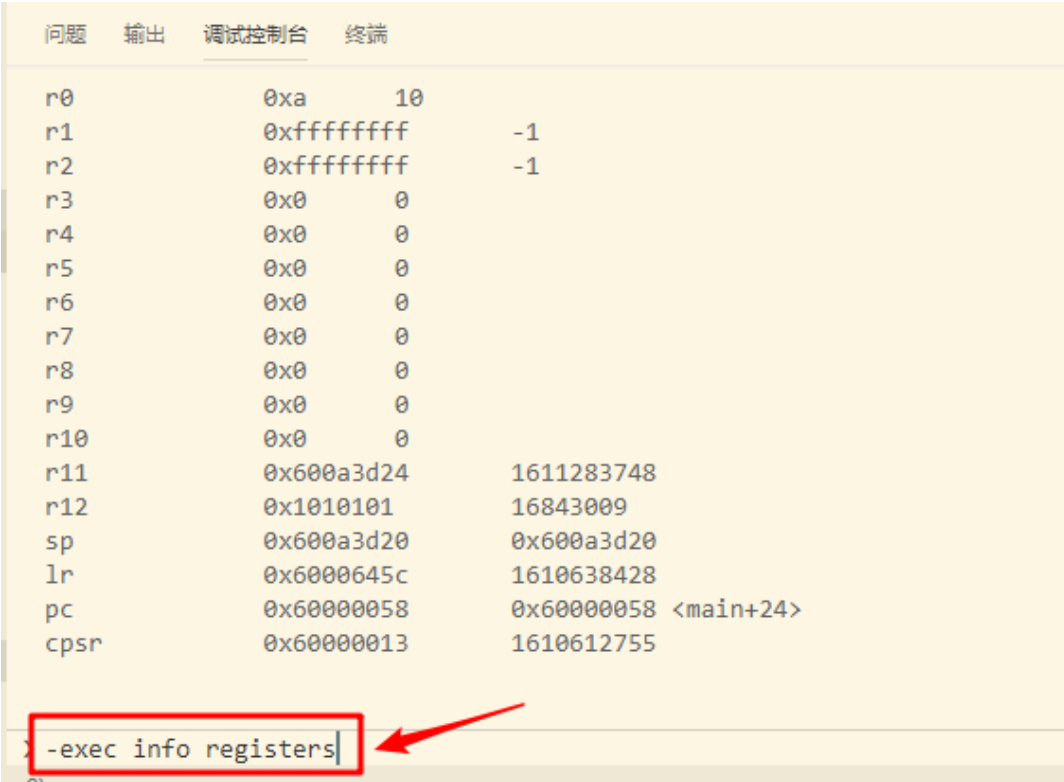 问题 输出 调试控制台 终端
r0 0xa 10
r1 0xffffffff -1
r2 0xffffffff -1
r3 0x0 0
r4 0x0 0
r5 0x0 0
r6 0x0 0
r7 0x0 0
r8 0x0 0
r9 0x0 0
r10 0x0 0
r11 0x600a3d24 1611283748
r12 0x1010101 16843009
sp 0x600a3d20 0x600a3d20
lr 0x6000645c 1610638428
pc 0x60000058 0x60000058 <main+24>
cpsr 0x60000013 1610612755
-exec info registers